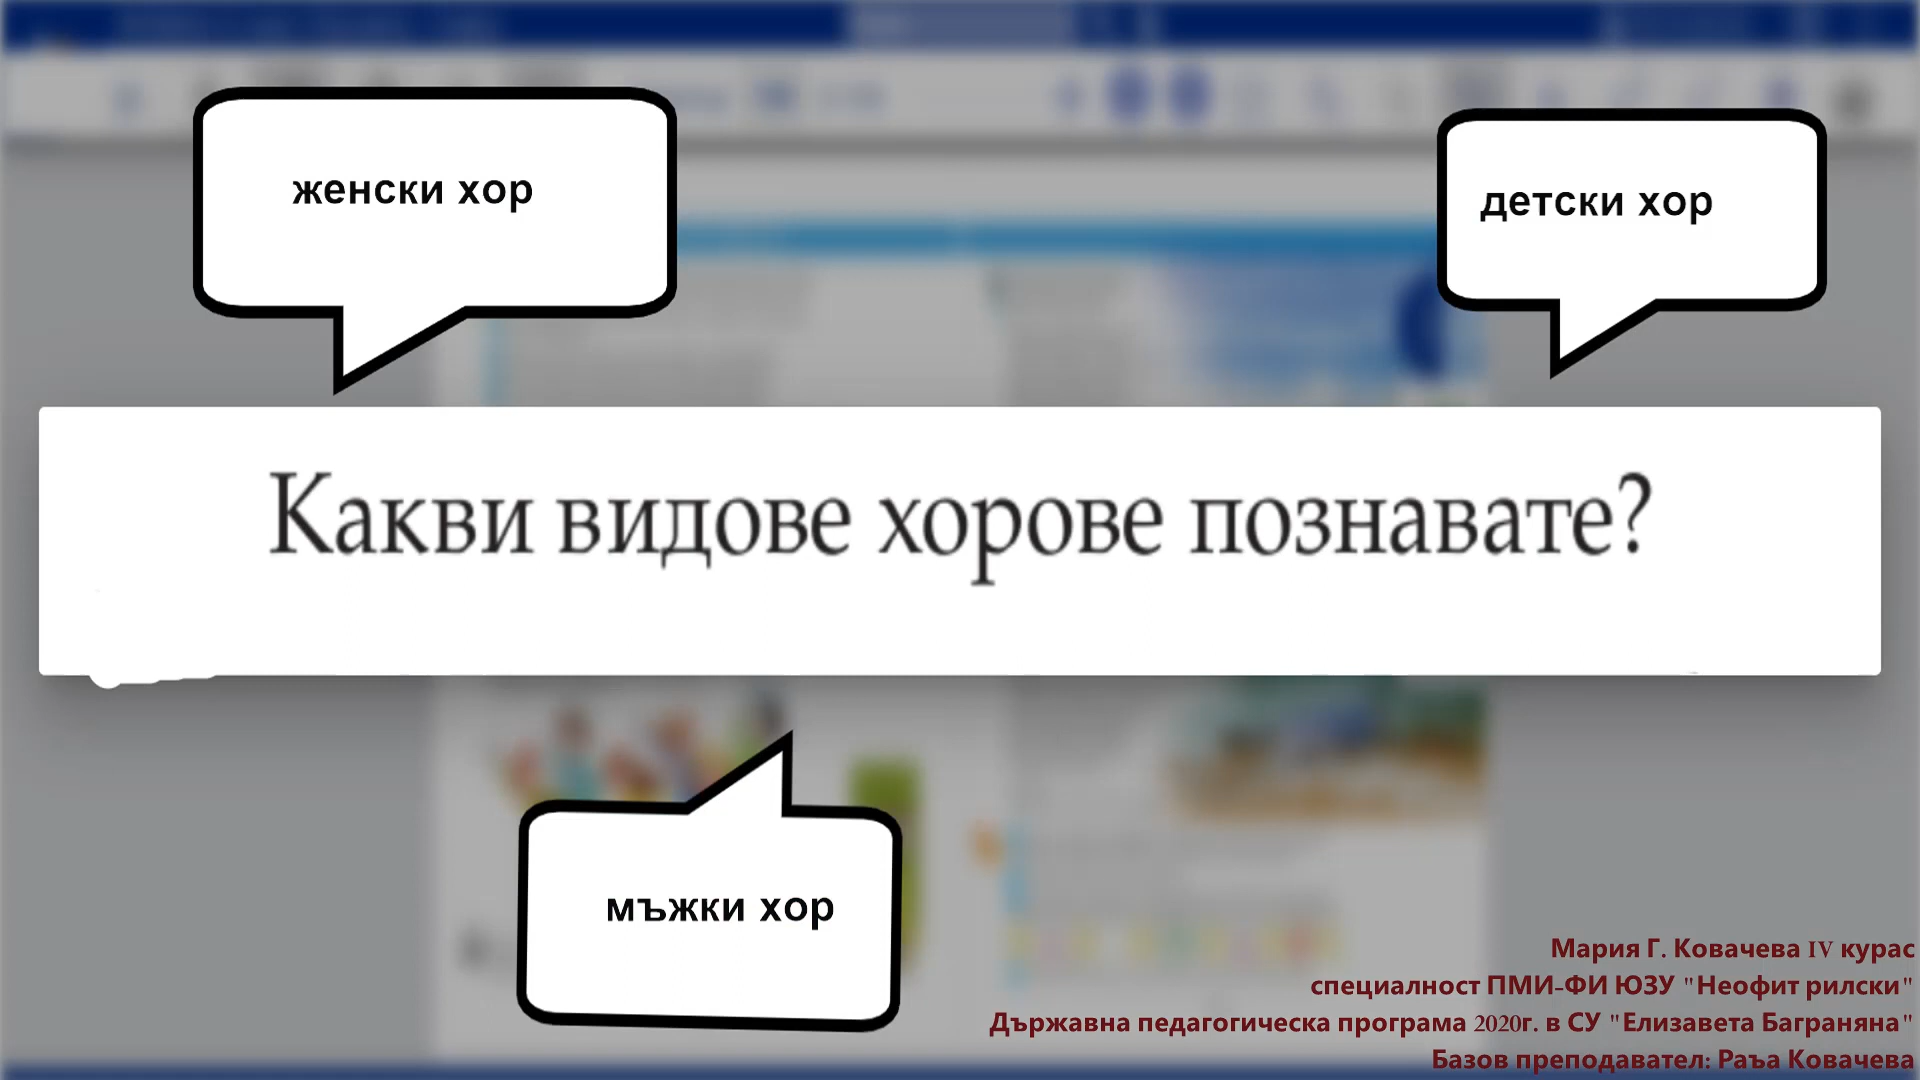 женски хор
детски хор
Какви видове хорове познавате?
мъжки хор
Мария Г. Ковачева IV курас
специалност ПМИ-ФИ ЮЗУ "Неофит рилски"
Държавна педагогическа програма 2020г. в СУ "Елизавета Баграняна"
Базов преподавател: Раъа Ковачева